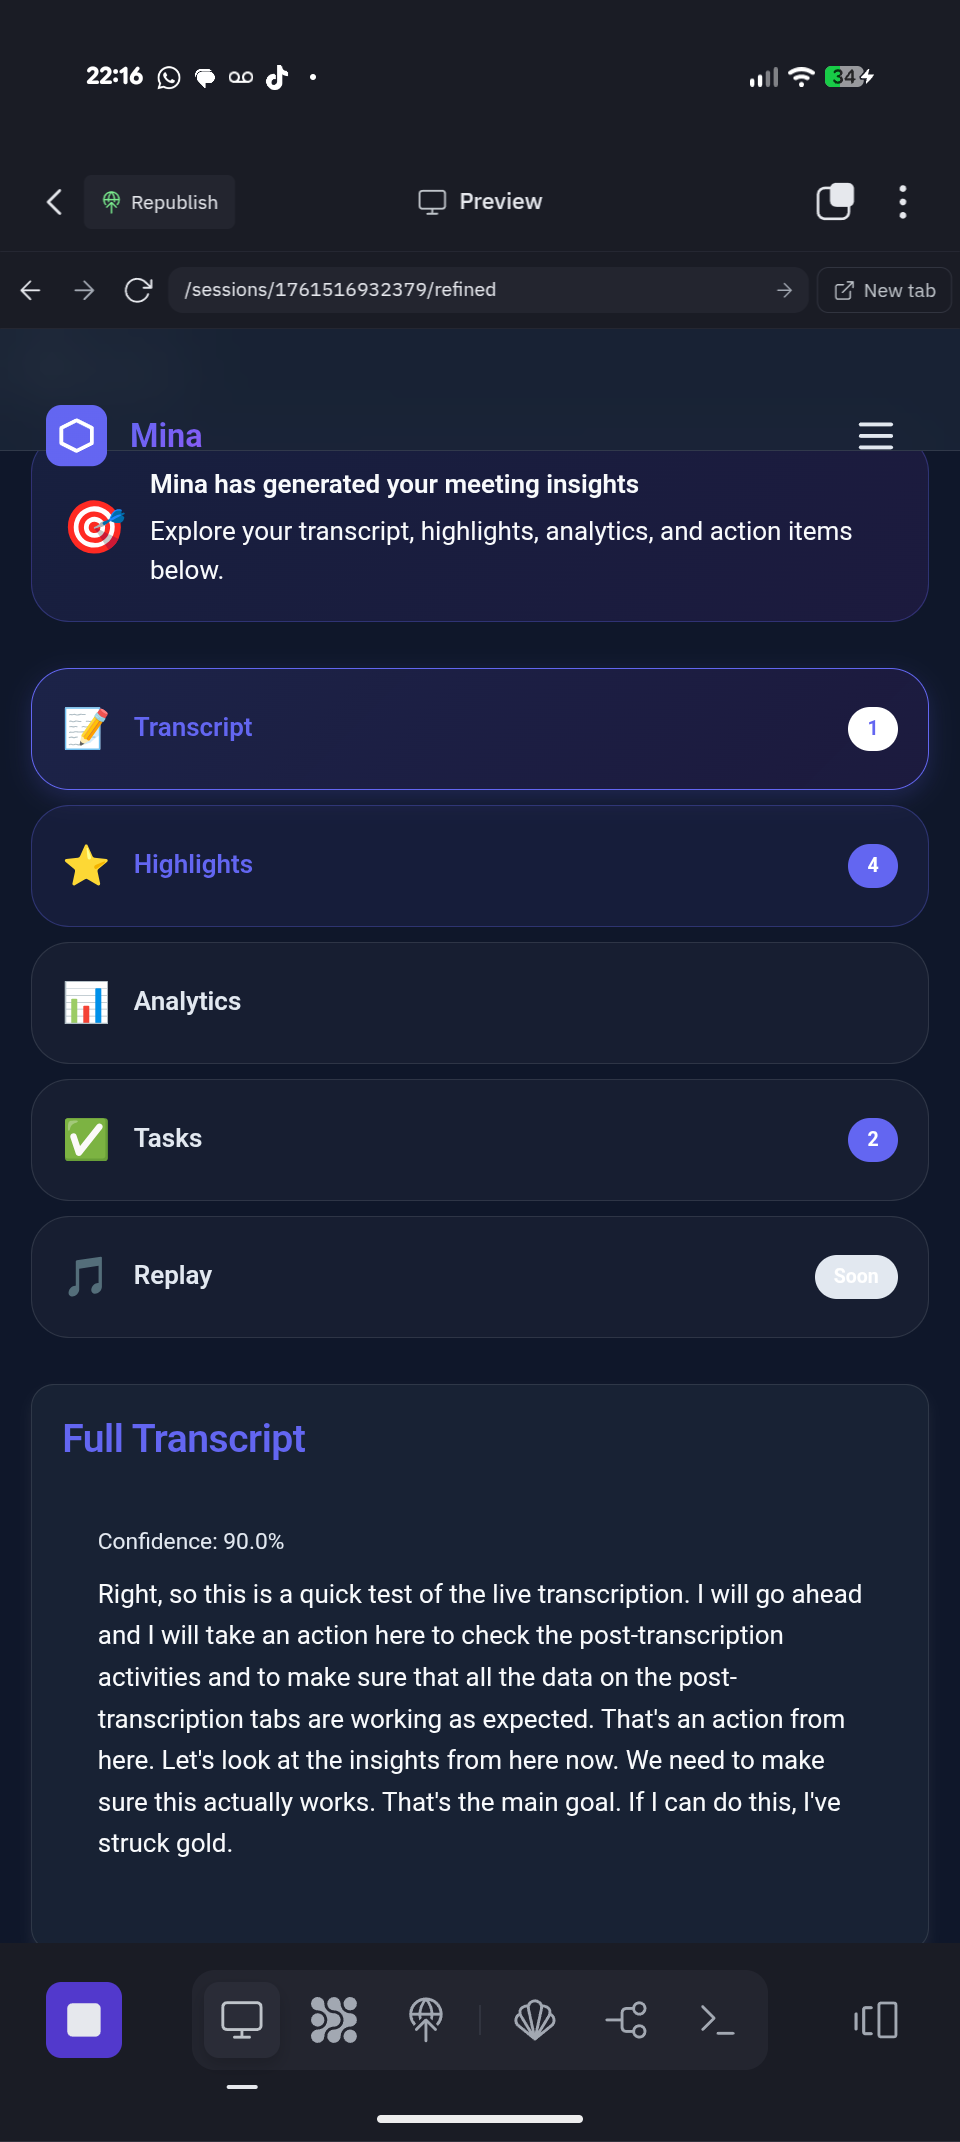 22:16
34
Republish
Preview
/sessions/1761516932379/refined
New tab
Mina
Mina has generated your meeting insights
Explore your transcript, highlights, analytics, and action items
below.
Transcript
1
Highlights
4
Analytics
Tasks
2
Replay
Soon
Full Transcript
Confidence: 90.0%
Right, so this is a quick test of the live transcription. I will go ahead
and I will take an action here to check the post-transcription
activities and to make sure that all the data on the post-
transcription tabs are working as expected. That's an action from
here. Let's look at the insights from here now. We need to make
sure this actually works. That's the main goal. If I can do this, I've
struck gold.